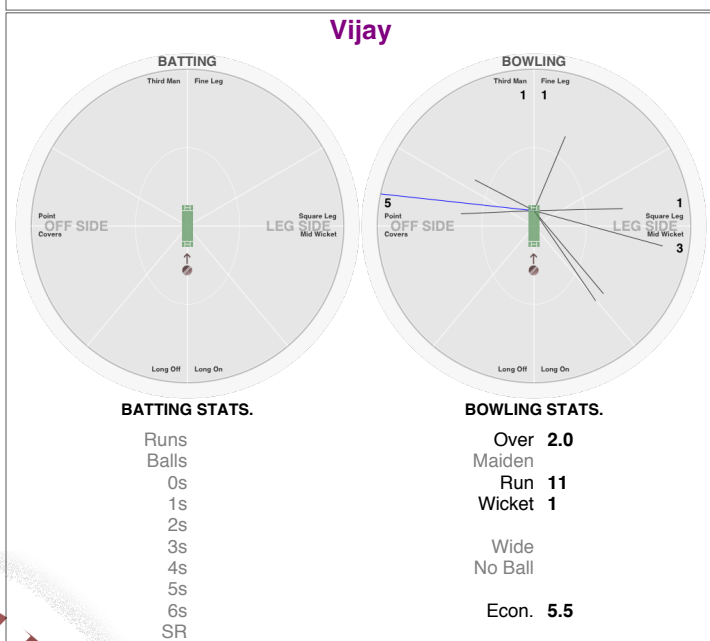 Vijay
BATTING
Third Man Fine Leg
Point
OFF SIDE
Covers
Square Leg
LEG SIDE
Mid Wicket
Long Off Long On
BATTING STATS.
Runs
Balls
0s
1s
2s
3s
4s
5s
6s
SR
BOWLING
Third Man Fine Leg
1 1
5
Point
OFF SIDE
Covers
1
Square Leg
LEG SIDE
Mid Wicket
3
Long Off Long On
BOWLING STATS.
Over 2.0
Maiden
Run 11
Wicket 1
Wide
No Ball
Econ. 5.5